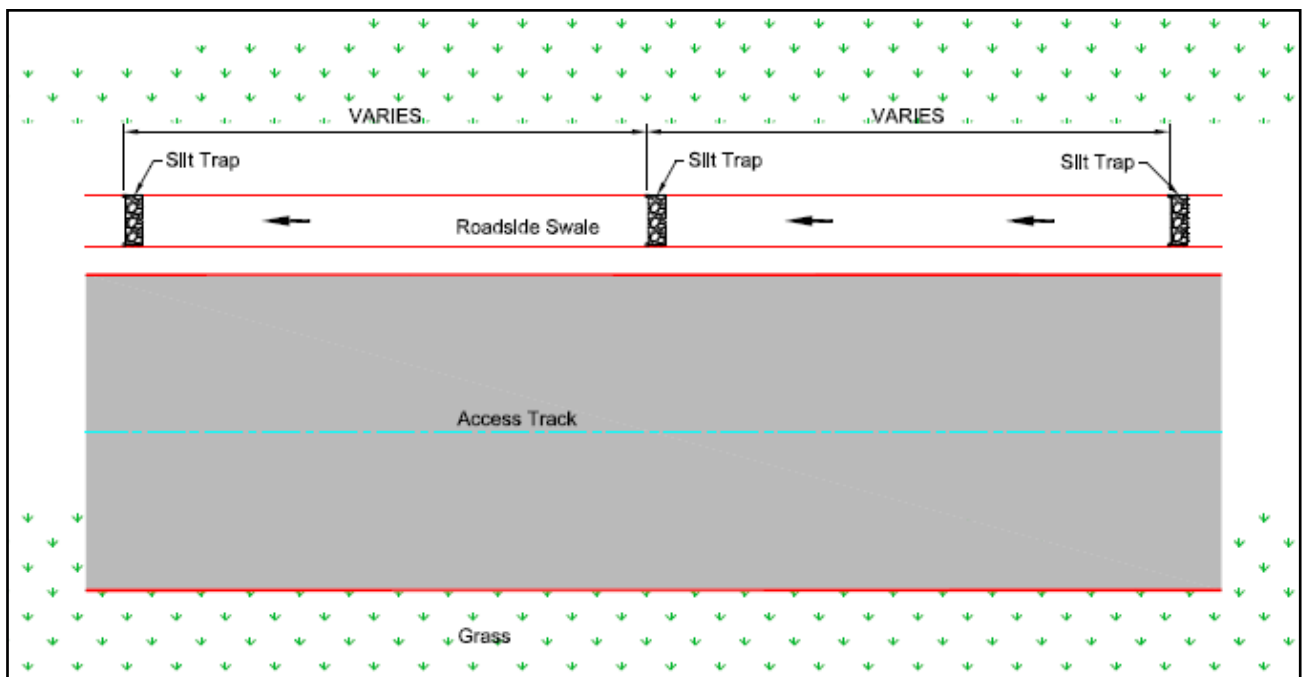 VARIES VARIES
Silt Trap Silt Trap Silt Trap
Roadside Swale
Access Track
Grass